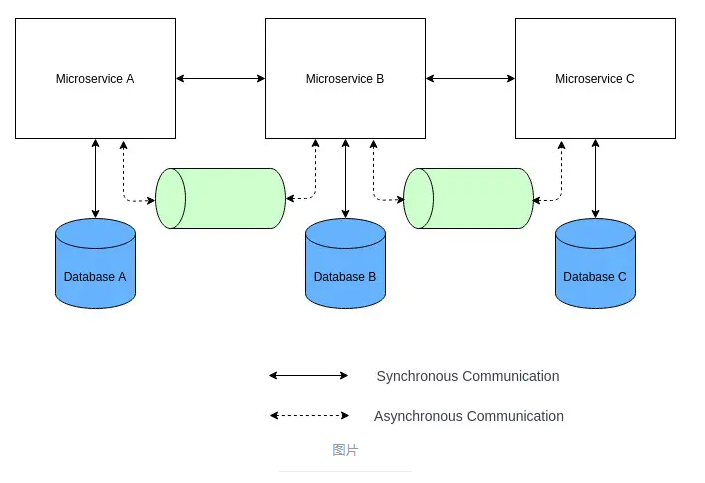 Microservice A
Microservice B
Microservice C
Database A
Database B
Database C
Synchronous Communication
Asynchronous Communication
图片